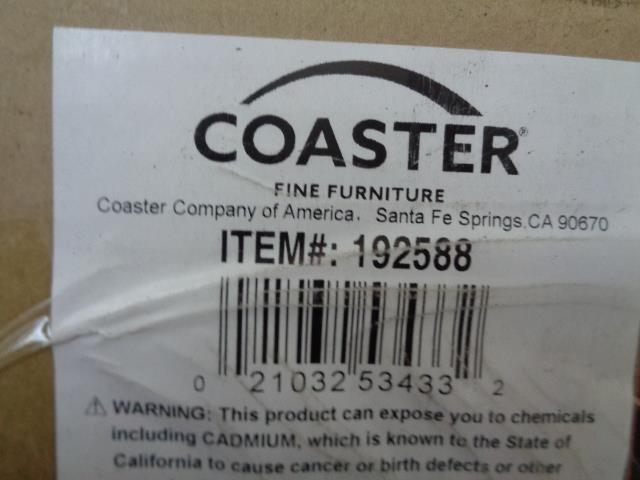 COASTER®
FINE FURNITURE
Coaster Company of America, Santa Fe Springs.CA 90670
ITEM#: 192588
0 21032 53433 2
⚠ WARNING: This product can expose you to chemicals
including CADMIUM, which is known to the State of
California to cause cancer or birth defects or other